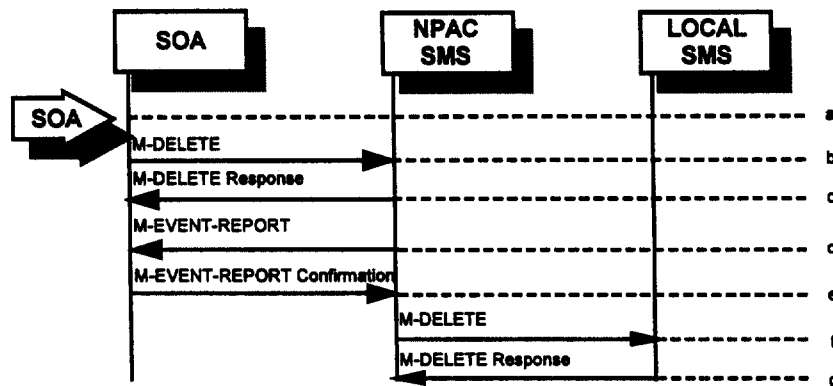 SOA
NPAC
SMS
LOCAL
SMS
SOA
a
M-DELETE
b
M-DELETE Response
M-EVENT-REPORT
M-EVENT-REPORT Confirmation
e
M-DELETE
M-DELETE Response